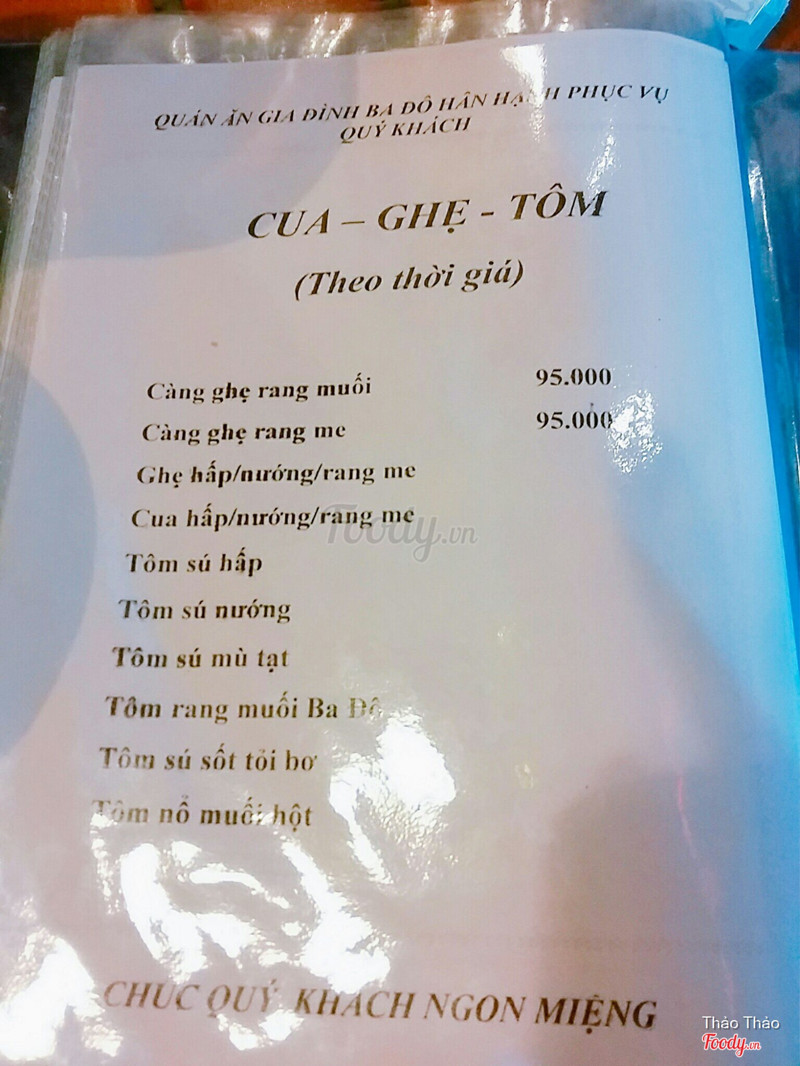 QUÁN ĂN GIA ĐÌNH BA ĐÔ HÂN HẠNH PHỤC VỤ
QUÝ KHÁCH
CUA – GHẸ - TÔM
(Theo thời giá)
Càng ghẹ rang muối 95.000
Càng ghẹ rang me 95.000
Ghẹ hấp/nướng/rang me
Cua hấp/nướng/rang me
Tôm sú hấp
Tôm sú nướng
Tôm sú mù tạt
Tôm rang muối Ba Đô
Tôm sú sốt tỏi bơ
Tôm nổ muối hột
CHÚC QUÝ KHÁCH NGON MIỆNG
Foody.vn
Thảo Thảo
Foody.vn